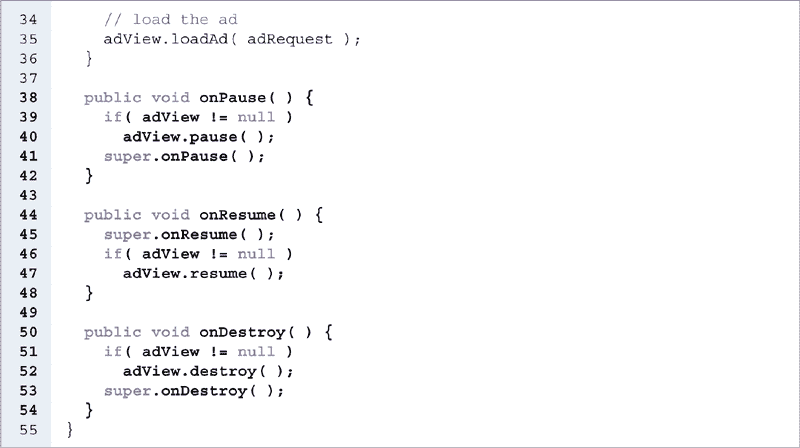 34 // load the ad
35 adView.loadAd( adRequest );
36 }
37
38 public void onPause( ) {
39 if( adView != null )
40 adView.pause( );
41 super.onPause( );
42 }
43
44 public void onResume( ) {
45 super.onResume( );
46 if( adView != null )
47 adView.resume( );
48 }
49
50 public void onDestroy( ) {
51 if( adView != null )
52 adView.destroy( );
53 super.onDestroy( );
54 }
55 }